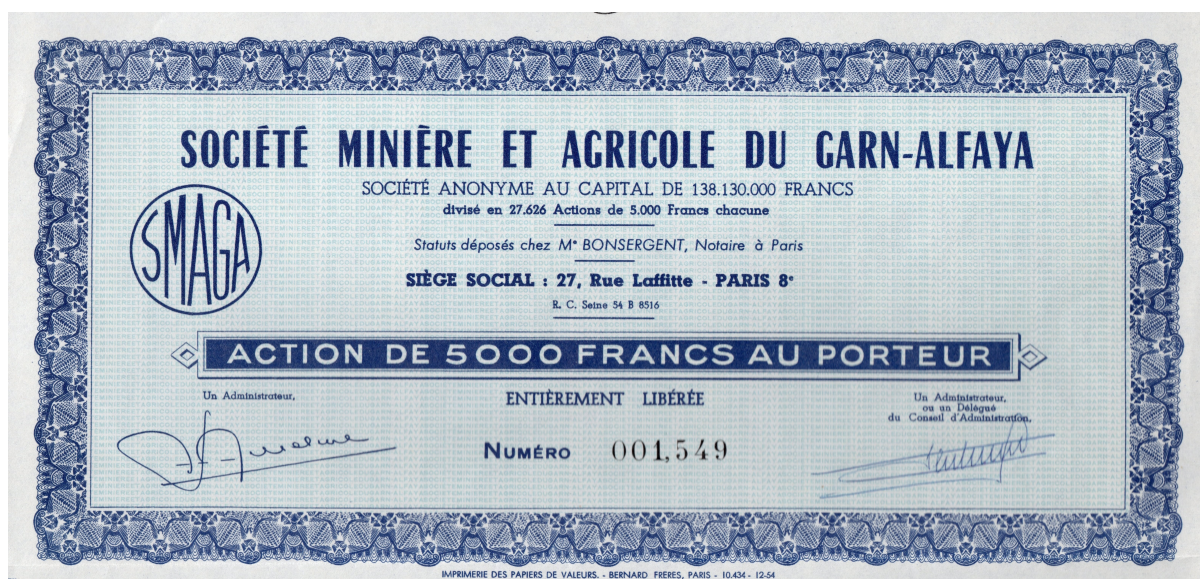 SOCIÉTÉ MINIÈRE ET AGRICOLE DU GARN-ALFAYA
SOCIÉTÉ ANONYME AU CAPITAL DE 138.130.000 FRANCS
divisé en 27.626 Actions de 5.000 Francs chacune
SMAGA
Statuts déposés chez Mᵉ BONSERGENT, Notaire à Paris
SIÈGE SOCIAL : 27, Rue Laffitte - PARIS 8ᵉ
R. C. Seine 54 B 8516
ACTION DE 5000 FRANCS AU PORTEUR
Un Administrateur,
ENTIÈREMENT LIBÉRÉE
Un Administrateur,
ou un Délégué
du Conseil d'Administration,
NUMÉRO 001,549
IMPRIMERIE DES PAPIERS DE VALEURS. - BERNARD FRÈRES, PARIS - 10.434 - 12-54